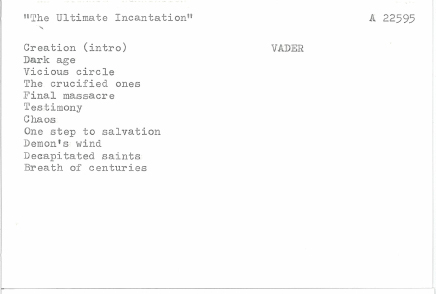 "The Ultimate Incantation" A 22595
Creation (intro) VADER
Dark age
Vicious circle
The crucified ones
Final massacre
Testimony
Chaos
One step to salvation
Demon's wind
Decapitated saints
Breath of centuries